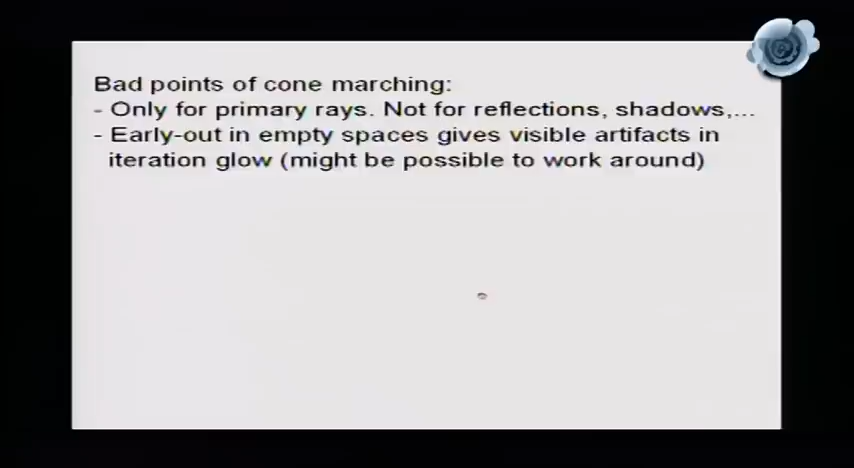 Bad points of cone marching:
- Only for primary rays. Not for reflections, shadows,...
- Early-out in empty spaces gives visible artifacts in
iteration glow (might be possible to work around)